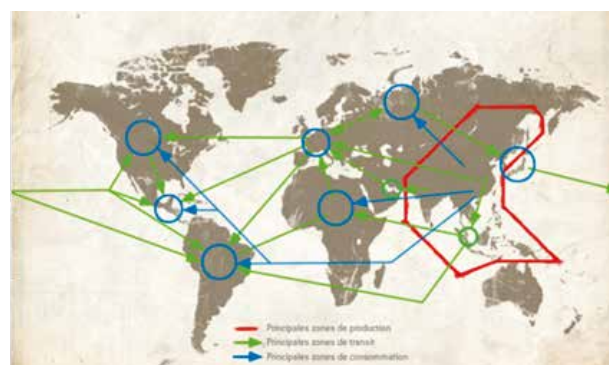 Principales zones de production
Principales zones de transit
Principales zones de consommation